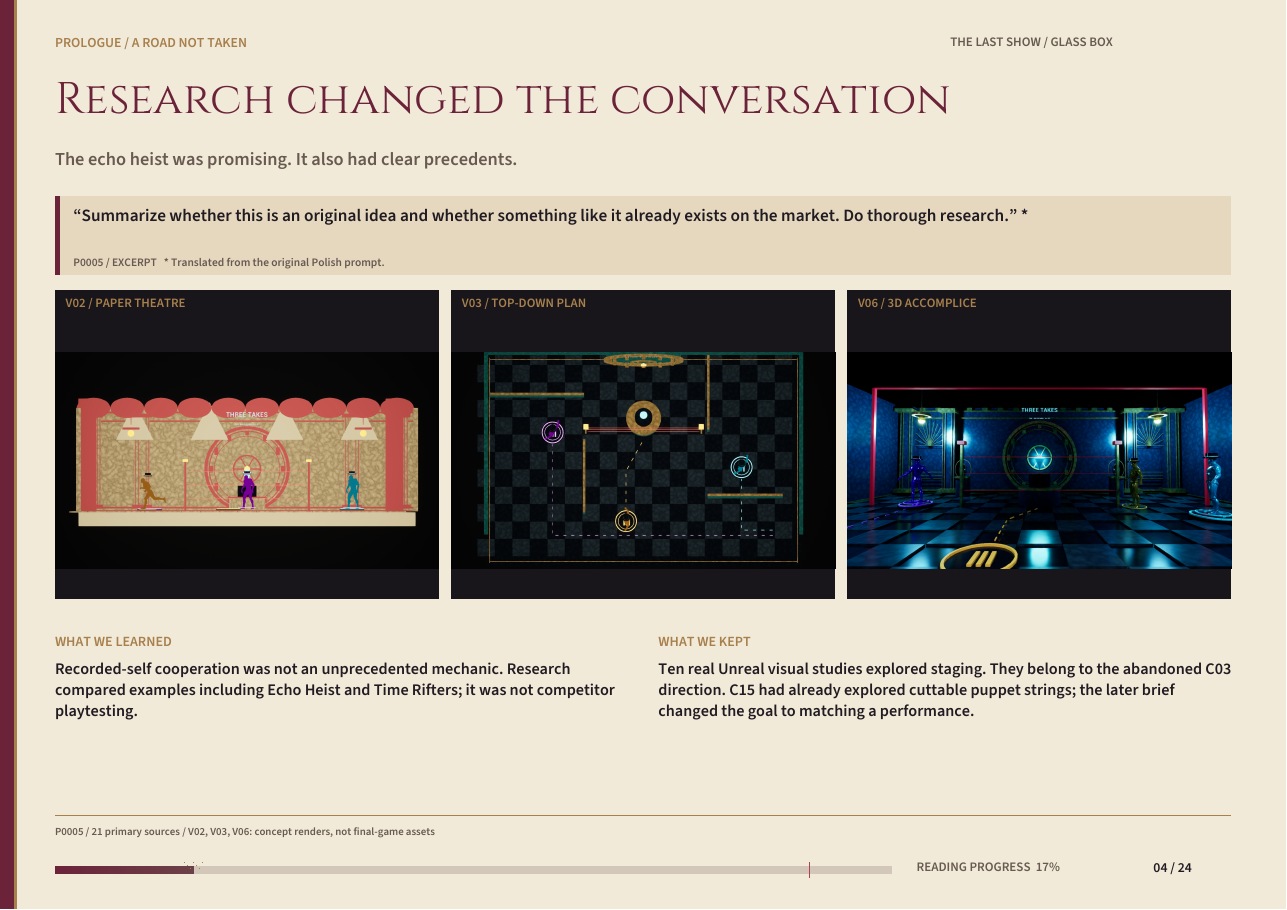 PROLOGUE / A ROAD NOT TAKEN
THE LAST SHOW / GLASS BOX
Research changed the conversation
The echo heist was promising. It also had clear precedents.
“Summarize whether this is an original idea and whether something like it already exists on the market. Do thorough research.” *
P0005 / EXCERPT * Translated from the original Polish prompt.
V02 / PAPER THEATRE
V03 / TOP-DOWN PLAN
V06 / 3D ACCOMPLICE
THREE TAKES
THREE TAKES
WHAT WE LEARNED
Recorded-self cooperation was not an unprecedented mechanic. Research
compared examples including Echo Heist and Time Rifters; it was not competitor
playtesting.
WHAT WE KEPT
Ten real Unreal visual studies explored staging. They belong to the abandoned C03
direction. C15 had already explored cuttable puppet strings; the later brief
changed the goal to matching a performance.
P0005 / 21 primary sources / V02, V03, V06: concept renders, not final-game assets
READING PROGRESS 17%
04 / 24